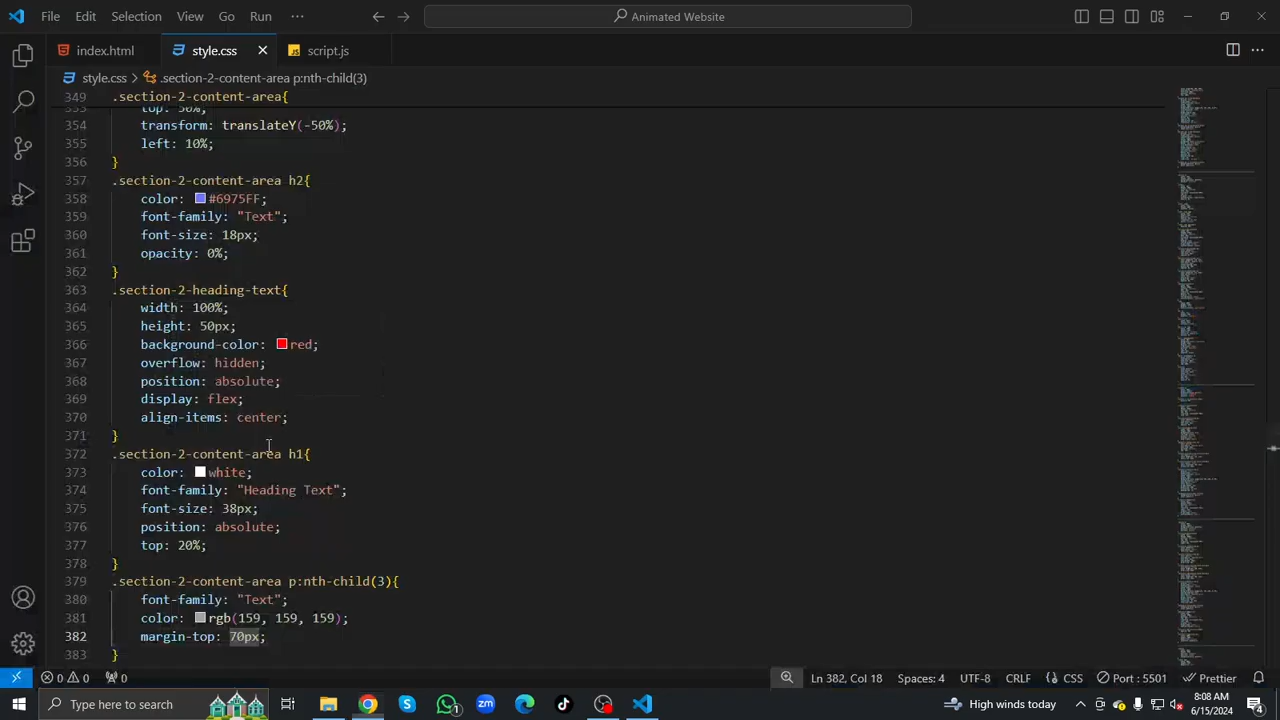 File Edit Selection View Go Run ··· Animated Website
index.html style.css script.js
style.css > .section-2-content-area p:nth-child(3)
349 .section-2-content-area{
top: 50%;
354 transform: translateY(-50%);
355 left: 10%;
356 }
357 .section-2-content-area h2{
358 color: #6975FF;
359 font-family: "Text";
360 font-size: 18px;
361 opacity: 0%;
362 }
363 .section-2-heading-text{
364 width: 100%;
365 height: 50px;
366 background-color: red;
367 overflow: hidden;
368 position: absolute;
369 display: flex;
370 align-items: center;
371 }
372 .section-2-content-area h1{
373 color: white;
374 font-family: "Heading Text";
375 font-size: 38px;
376 position: absolute;
377 top: 20%;
378 }
379 .section-2-content-area p:nth-child(3){
380 font-family: "Text";
381 color: rgb(159, 159, 159);
382 margin-top: 70px;
383 }
0 0 0 Ln 382, Col 18 Spaces: 4 UTF-8 CRLF CSS Port : 5501 Prettier
Type here to search High winds today 8:08 AM
6/15/2024